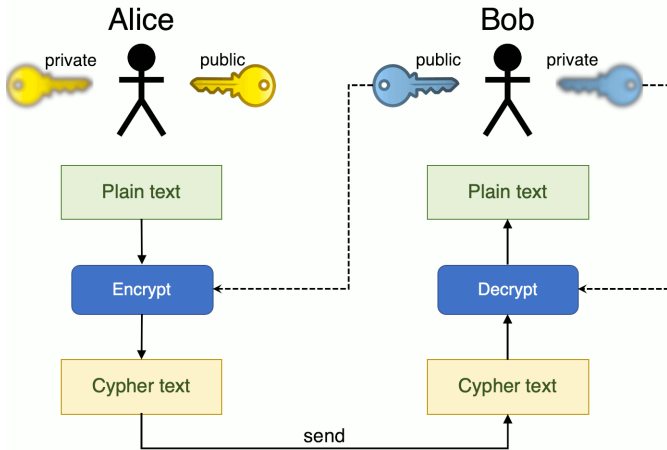 Alice
Bob
private
public
public
private
Plain text
Plain text
Encrypt
Decrypt
Cypher text
Cypher text
send